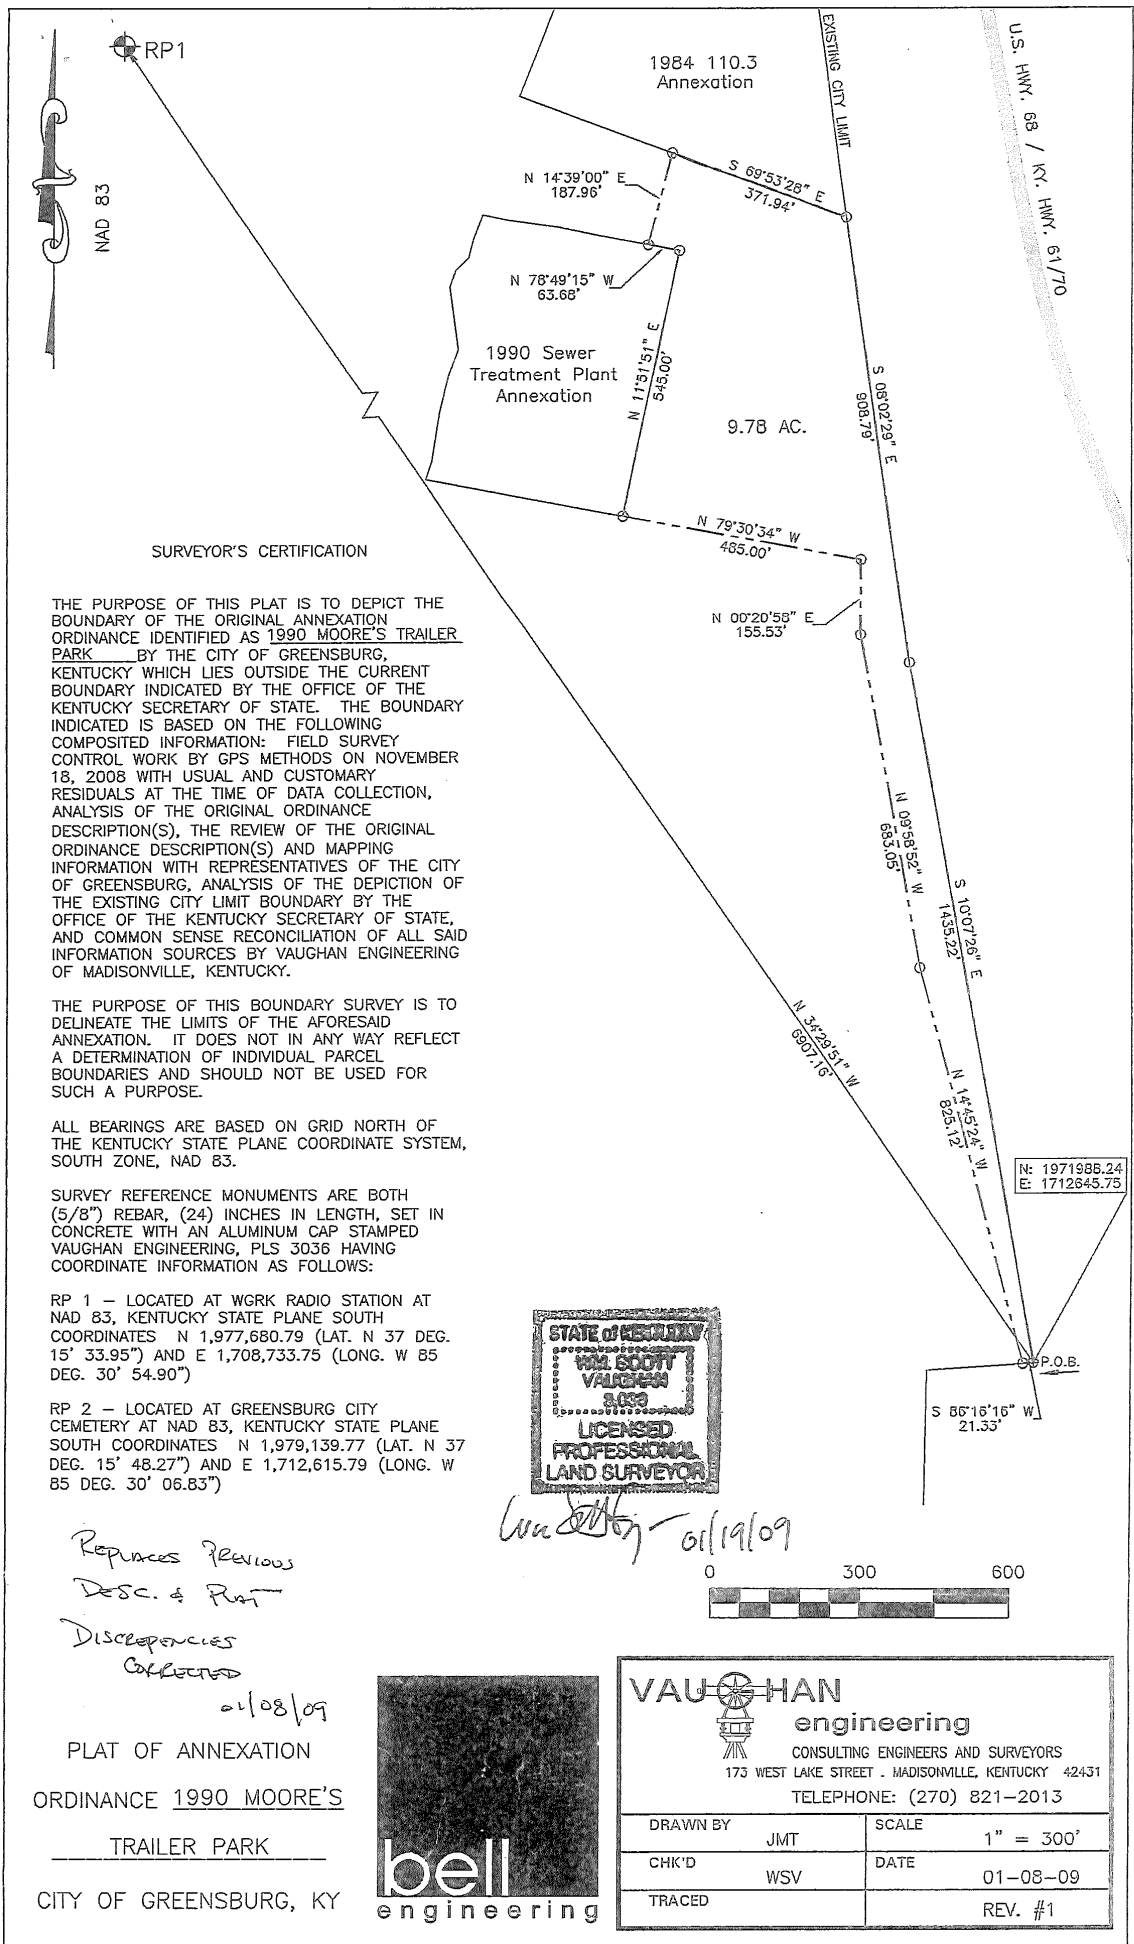 RP1
NAD 83
1984 110.3
Annexation
EXISTING CITY LIMIT
U.S. HWY. 68 / KY. HWY. 61/70
N 14°39'00" E
187.96'
S 69°53'28" E
371.94'
N 78°49'15" W
63.68'
1990 Sewer
Treatment Plant
Annexation
N 11°51'51" E
545.00'
9.78 AC.
S 08°02'29" E
908.79'
N 79°30'34" W
485.00'
N 00°20'58" E
155.53'
N 09°58'52" W
683.05'
S 10°07'26" E
1435.22'
N 34°29'51" W
6907.16'
N 14°45'24" W
825.12'
N: 1971988.24
E: 1712645.75
P.O.B.
S 86°16'16" W
21.33'
SURVEYOR'S CERTIFICATION
THE PURPOSE OF THIS PLAT IS TO DEPICT THE
BOUNDARY OF THE ORIGINAL ANNEXATION
ORDINANCE IDENTIFIED AS 1990 MOORE'S TRAILER
PARK BY THE CITY OF GREENSBURG,
KENTUCKY WHICH LIES OUTSIDE THE CURRENT
BOUNDARY INDICATED BY THE OFFICE OF THE
KENTUCKY SECRETARY OF STATE. THE BOUNDARY
INDICATED IS BASED ON THE FOLLOWING
COMPOSITED INFORMATION: FIELD SURVEY
CONTROL WORK BY GPS METHODS ON NOVEMBER
18, 2008 WITH USUAL AND CUSTOMARY
RESIDUALS AT THE TIME OF DATA COLLECTION,
ANALYSIS OF THE ORIGINAL ORDINANCE
DESCRIPTION(S), THE REVIEW OF THE ORIGINAL
ORDINANCE DESCRIPTION(S) AND MAPPING
INFORMATION WITH REPRESENTATIVES OF THE CITY
OF GREENSBURG, ANALYSIS OF THE DEPICTION OF
THE EXISTING CITY LIMIT BOUNDARY BY THE
OFFICE OF THE KENTUCKY SECRETARY OF STATE,
AND COMMON SENSE RECONCILIATION OF ALL SAID
INFORMATION SOURCES BY VAUGHAN ENGINEERING
OF MADISONVILLE, KENTUCKY.
THE PURPOSE OF THIS BOUNDARY SURVEY IS TO
DELINEATE THE LIMITS OF THE AFORESAID
ANNEXATION. IT DOES NOT IN ANY WAY REFLECT
A DETERMINATION OF INDIVIDUAL PARCEL
BOUNDARIES AND SHOULD NOT BE USED FOR
SUCH A PURPOSE.
ALL BEARINGS ARE BASED ON GRID NORTH OF
THE KENTUCKY STATE PLANE COORDINATE SYSTEM,
SOUTH ZONE, NAD 83.
SURVEY REFERENCE MONUMENTS ARE BOTH
(5/8") REBAR, (24) INCHES IN LENGTH, SET IN
CONCRETE WITH AN ALUMINUM CAP STAMPED
VAUGHAN ENGINEERING, PLS 3036 HAVING
COORDINATE INFORMATION AS FOLLOWS:
RP 1 – LOCATED AT WGRK RADIO STATION AT
NAD 83, KENTUCKY STATE PLANE SOUTH
COORDINATES N 1,977,680.79 (LAT. N 37 DEG.
15' 33.95") AND E 1,708,733.75 (LONG. W 85
DEG. 30' 54.90")
RP 2 – LOCATED AT GREENSBURG CITY
CEMETERY AT NAD 83, KENTUCKY STATE PLANE
SOUTH COORDINATES N 1,979,139.77 (LAT. N 37
DEG. 15' 48.27") AND E 1,712,615.79 (LONG. W
85 DEG. 30' 06.83")
STATE of KENTUCKY
WM. SCOTT
VAUGHAN
3,036
LICENSED
PROFESSIONAL
LAND SURVEYOR
01/19/09
REPLACES PREVIOUS
DESC. & PLAT
DISCREPENCIES
CORRECTED
01/08/09
0 300 600
PLAT OF ANNEXATION
ORDINANCE 1990 MOORE'S
TRAILER PARK
CITY OF GREENSBURG, KY
bell
engineering
VAUGHAN
engineering
CONSULTING ENGINEERS AND SURVEYORS
173 WEST LAKE STREET . MADISONVILLE, KENTUCKY 42431
TELEPHONE: (270) 821–2013
DRAWN BY JMT
SCALE 1" = 300'
CHK'D WSV
DATE 01–08–09
TRACED
REV. #1